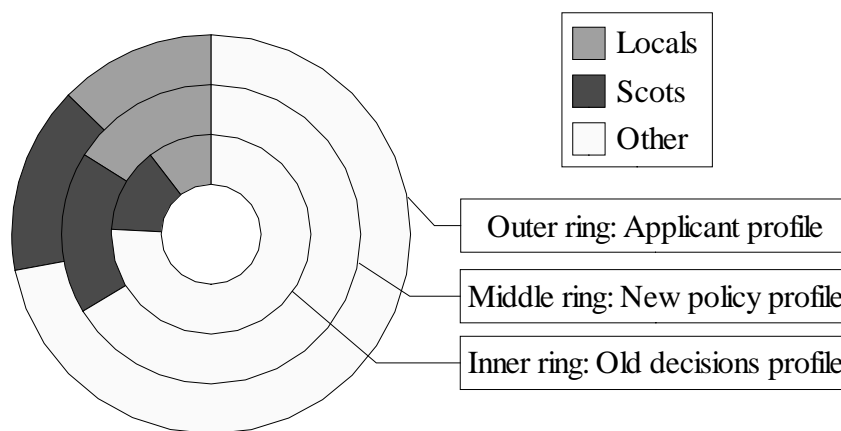 Locals
Scots
Other
Outer ring: Applicant profile
Middle ring: New policy profile
Inner ring: Old decisions profile